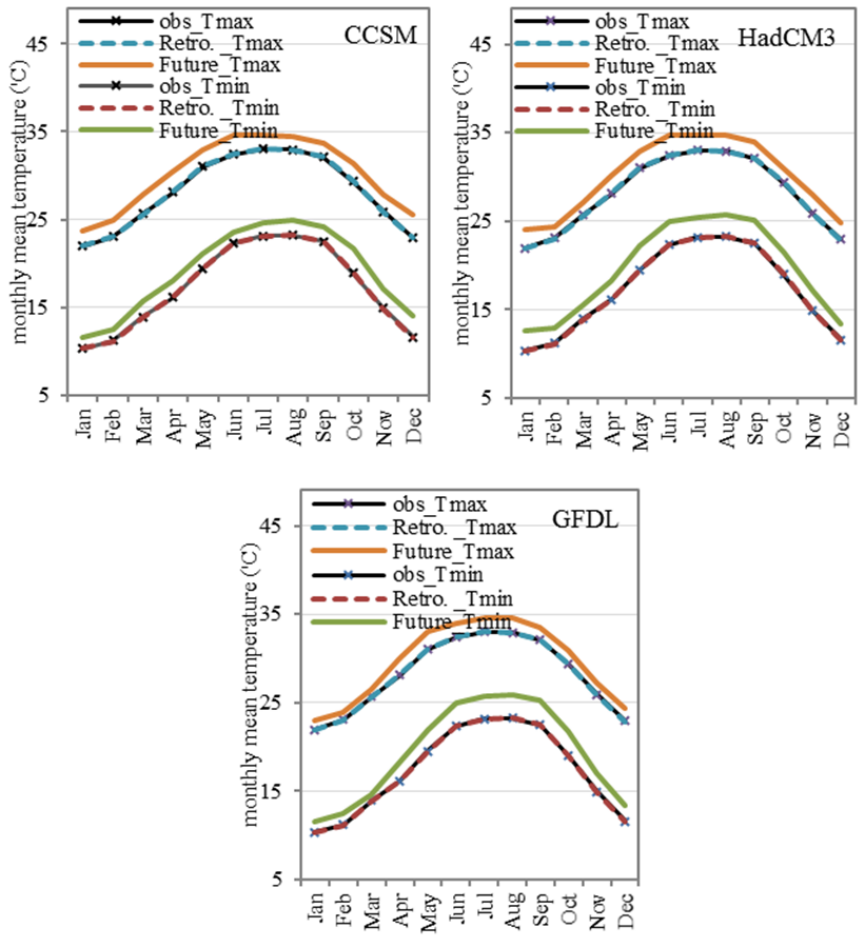 CCSM
obs_Tmax
Retro. _Tmax
Future_Tmax
obs_Tmin
Retro. _Tmin
Future_Tmin
monthly mean temperature ('C)
45
35
25
15
5
Jan Feb Mar Apr May Jun Jul Aug Sep Oct Nov Dec
HadCM3
obs_Tmax
Retro. _Tmax
Future_Tmax
obs_Tmin
Retro. _Tmin
Future_Tmin
monthly mean temperature ('C)
45
35
25
15
5
Jan Feb Mar Apr May Jun Jul Aug Sep Oct Nov Dec
GFDL
obs_Tmax
Retro. _Tmax
Future_Tmax
obs_Tmin
Retro. _Tmin
Future_Tmin
monthly mean temperature ('C)
45
35
25
15
5
Jan Feb Mar Apr May Jun Jul Aug Sep Oct Nov Dec